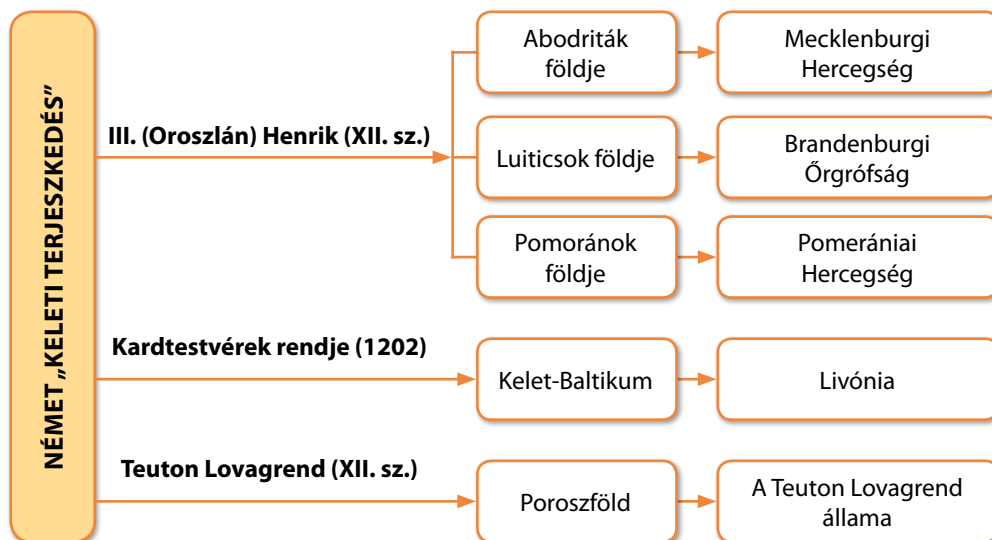 NÉMET „KELETI TERJESZKEDÉS”
III. (Oroszlán) Henrik (XII. sz.)
Abodriták
földje
Mecklenburgi
Hercegség
Luiticsok földje
Brandenburgi
Őrgrófság
Pomoránok
földje
Pomerániai
Hercegség
Kardtestvérek rendje (1202)
Kelet-Baltikum
Livónia
Teuton Lovagrend (XII. sz.)
Poroszföld
A Teuton Lovagrend
állama